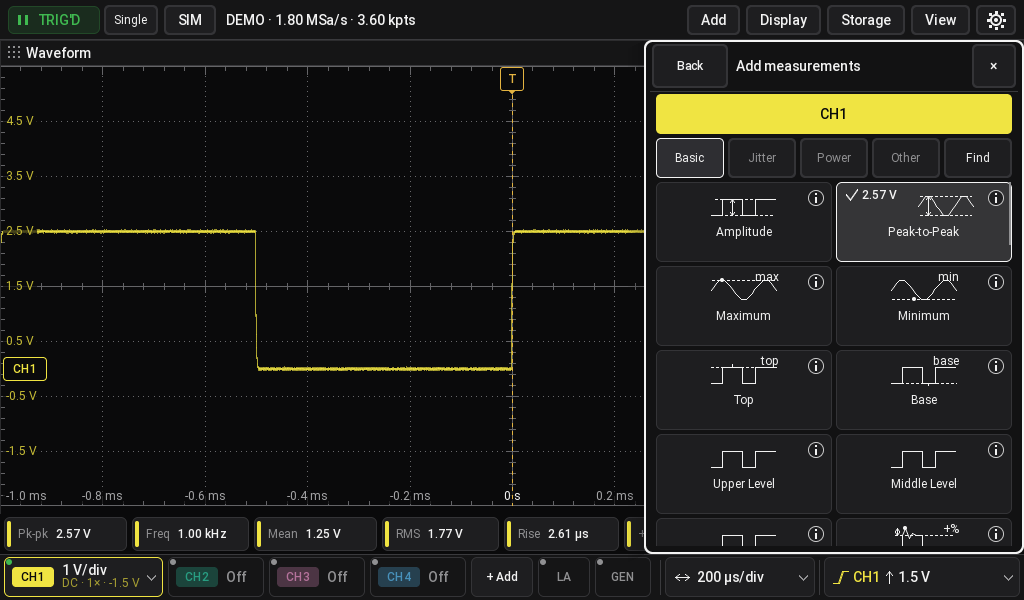 TRIG'D
Single
SIM
DEMO · 1.80 MSa/s · 3.60 kpts
Add
Display
Storage
View
Waveform
T
4.5 V
3.5 V
2.5 V
1.5 V
0.5 V
CH1
-0.5 V
-1.5 V
-1.0 ms
-0.8 ms
-0.6 ms
-0.4 ms
-0.2 ms
0 s
0.2 ms
Back
Add measurements
×
CH1
Basic
Jitter
Power
Other
Find
Amplitude
2.57 V
Peak-to-Peak
max
Maximum
min
Minimum
top
Top
base
Base
Upper Level
Middle Level
+%
Pk-pk 2.57 V
Freq 1.00 kHz
Mean 1.25 V
RMS 1.77 V
Rise 2.61 µs
CH1
1 V/div
DC · 1× · -1.5 V
CH2 Off
CH3 Off
CH4 Off
+ Add
LA
GEN
200 µs/div
CH1 ↑ 1.5 V